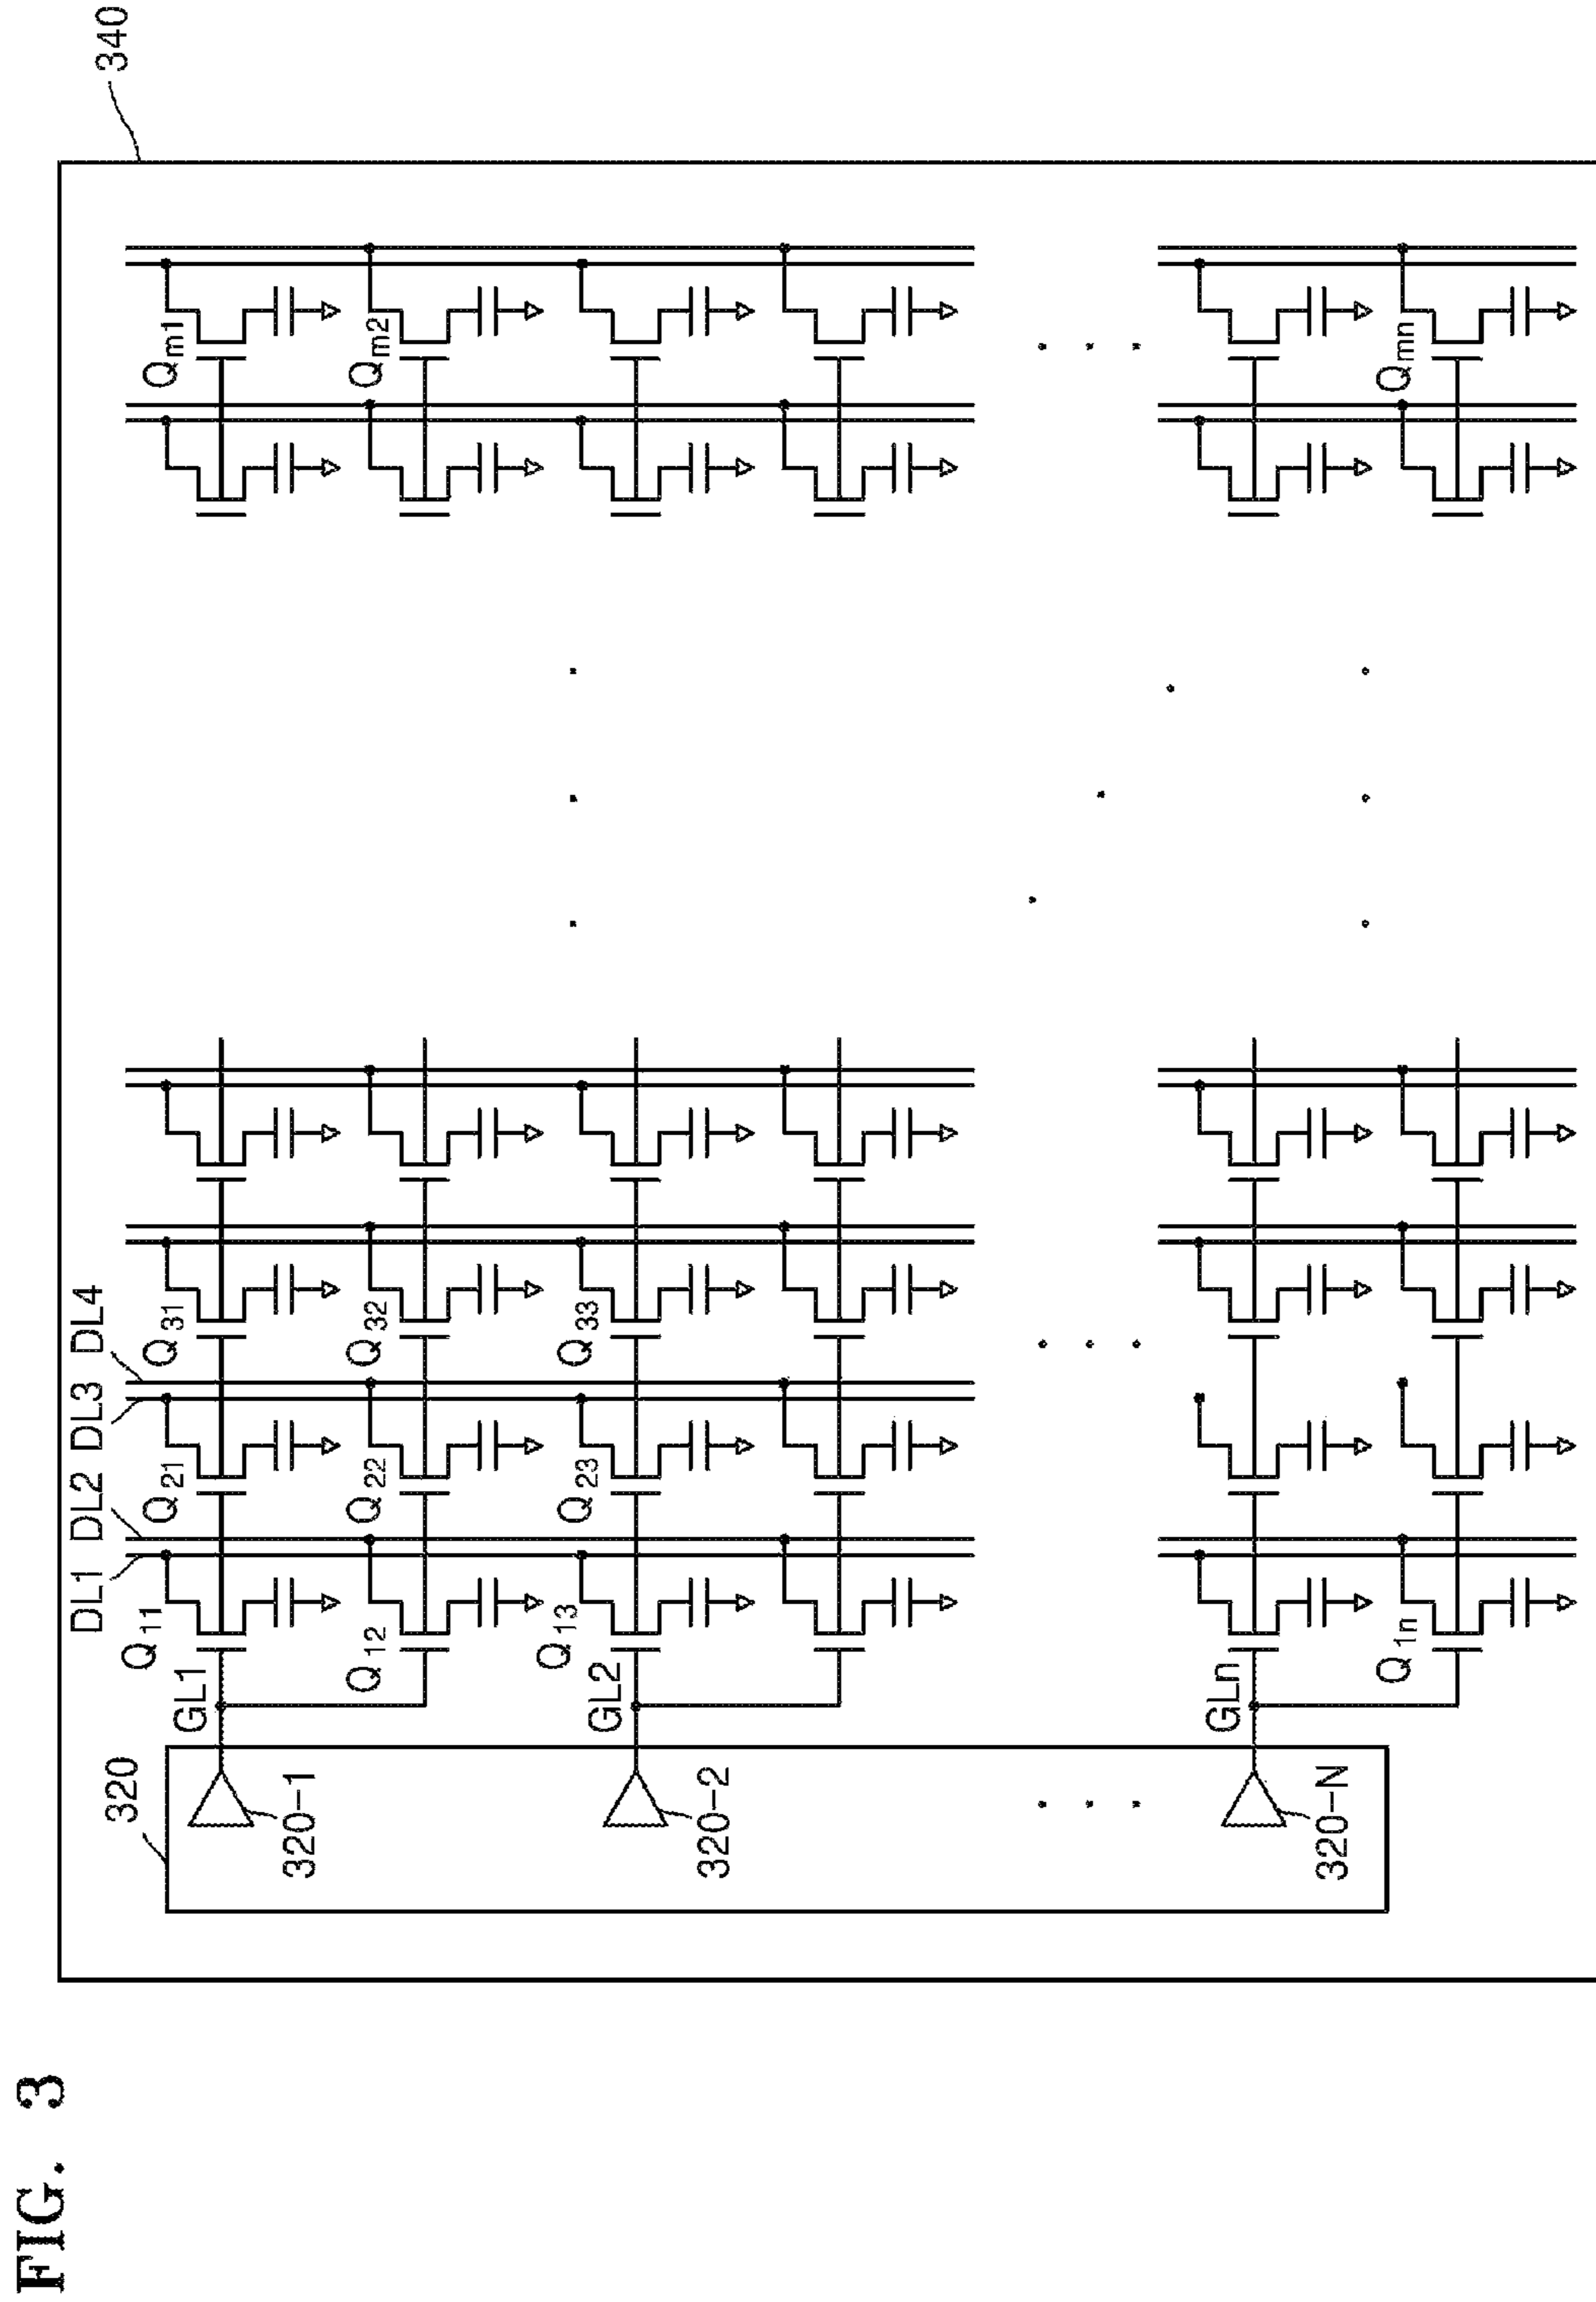 FIG. 3
DL1 DL2 DL3 DL4
340
320
Q11 Q21 Q31 Qm1
GL1
320-1
Q12 Q22 Q32 Qm2
Q13 Q23 Q33
GL2
320-2
GLn
320-N
Q1n Qmn